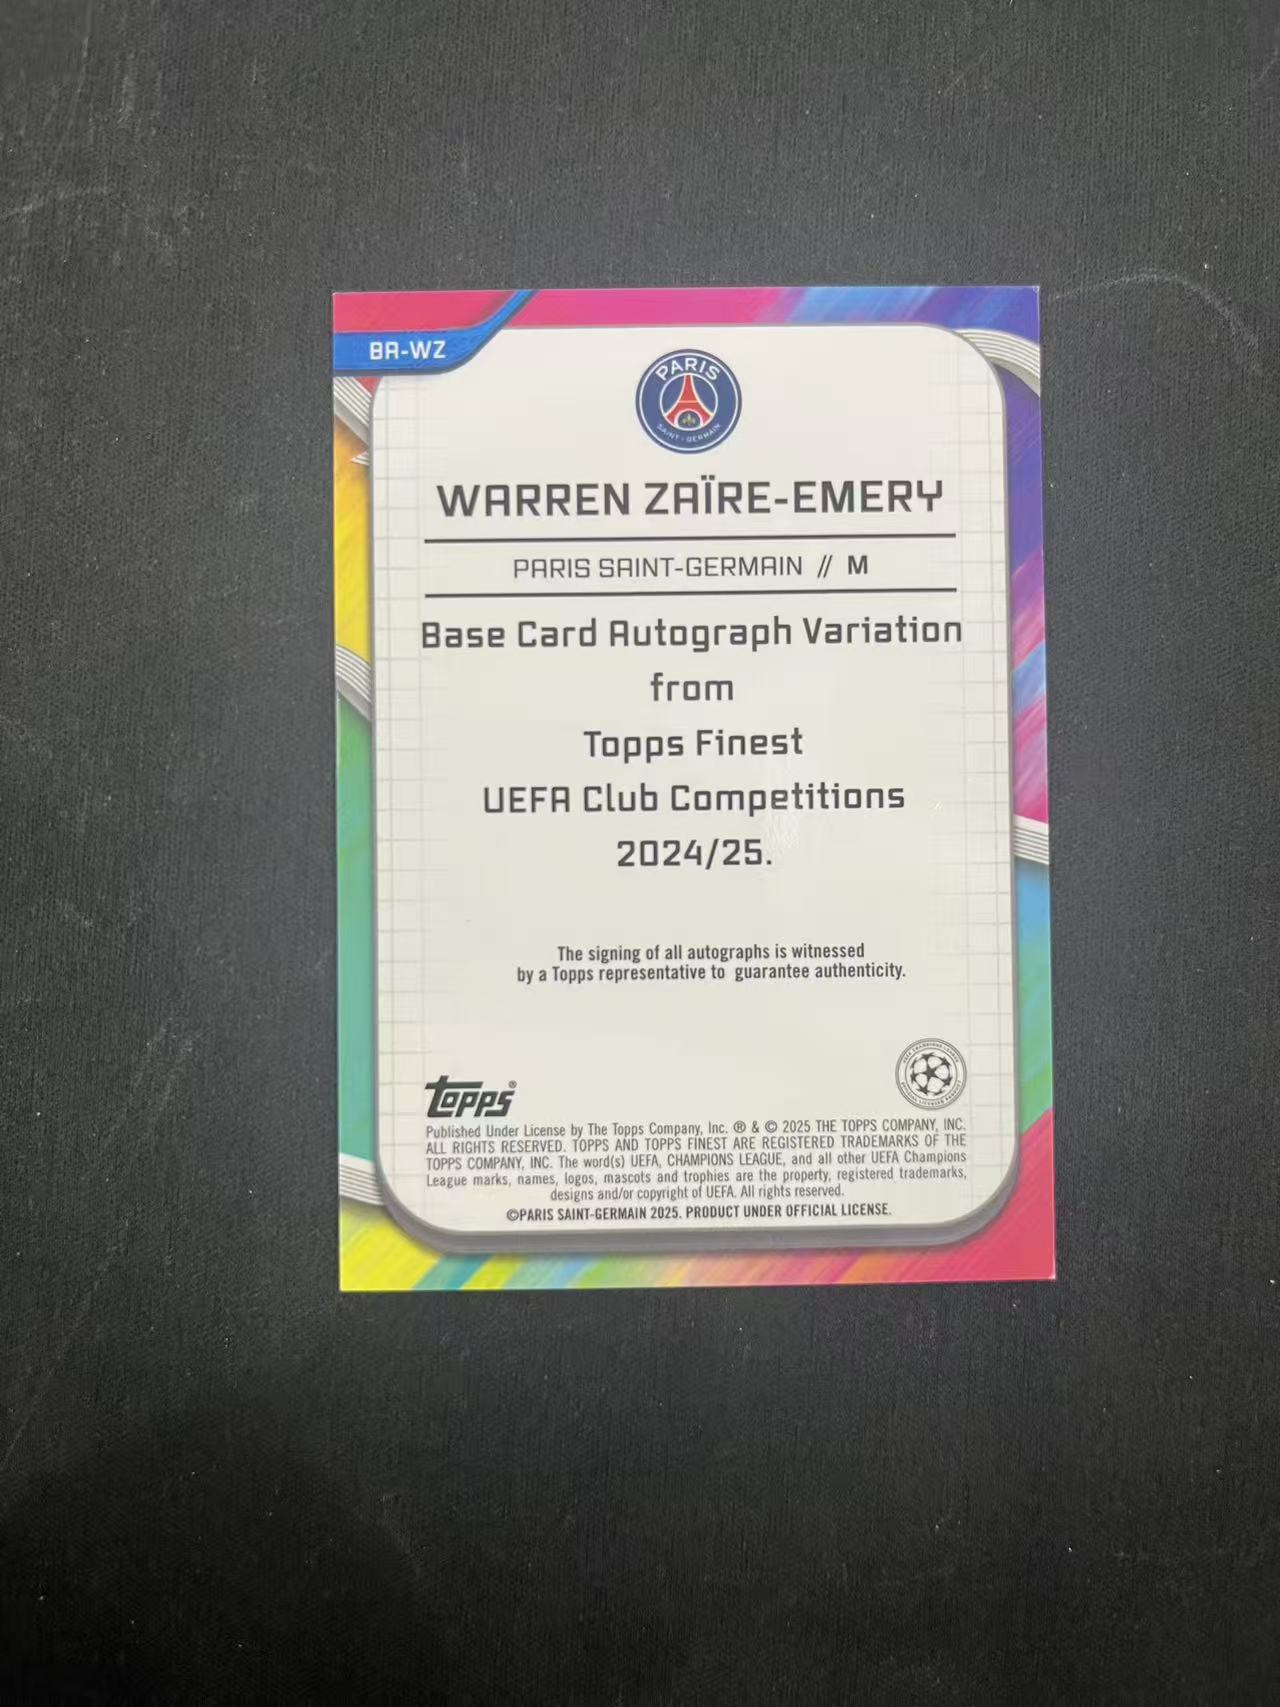 BA-WZ
PARIS
SAINT-GERMAIN
WARREN ZAÏRE-EMERY
PARIS SAINT-GERMAIN // M
Base Card Autograph Variation
from
Topps Finest
UEFA Club Competitions
2024/25.
The signing of all autographs is witnessed
by a Topps representative to guarantee authenticity.
topps®
Published Under License by The Topps Company, Inc. ® & © 2025 THE TOPPS COMPANY, INC.
ALL RIGHTS RESERVED. TOPPS AND TOPPS FINEST ARE REGISTERED TRADEMARKS OF THE
TOPPS COMPANY, INC. The word(s) UEFA, CHAMPIONS LEAGUE, and all other UEFA Champions
League marks, names, logos, mascots and trophies are the property, registered trademarks,
designs and/or copyright of UEFA. All rights reserved.
©PARIS SAINT-GERMAIN 2025. PRODUCT UNDER OFFICIAL LICENSE.